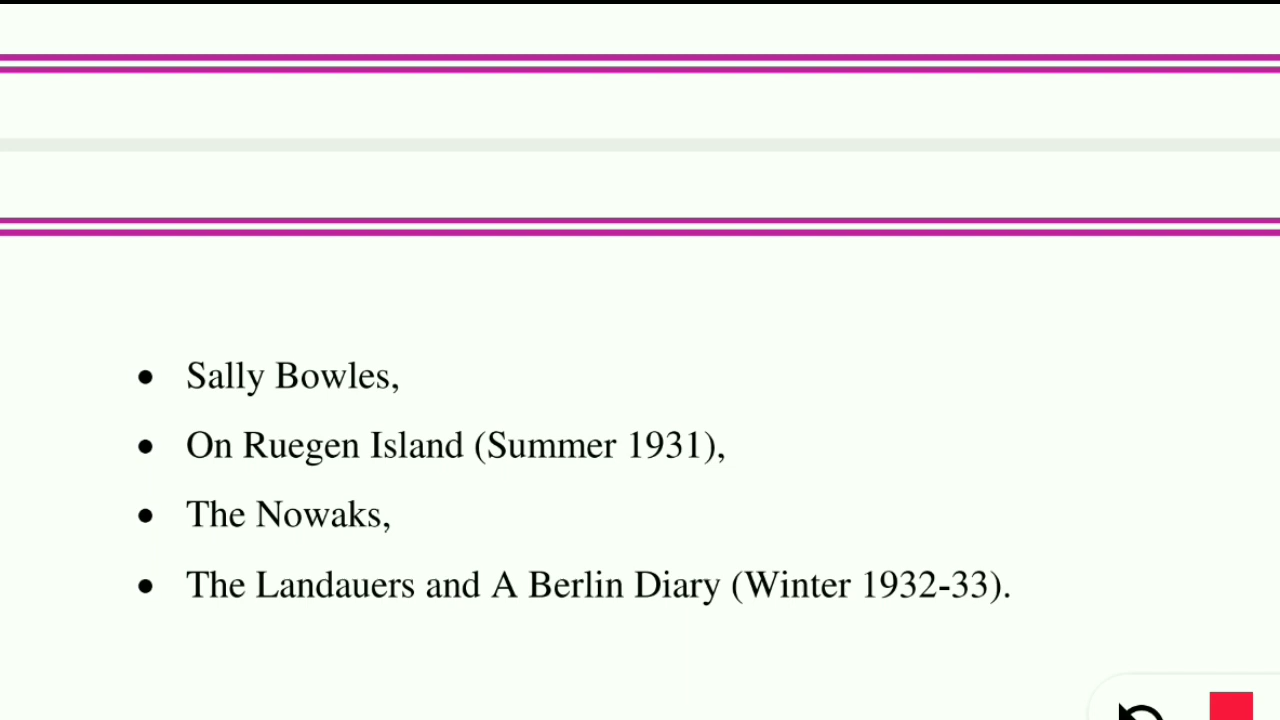 • Sally Bowles,
• On Ruegen Island (Summer 1931),
• The Nowaks,
• The Landauers and A Berlin Diary (Winter 1932-33).